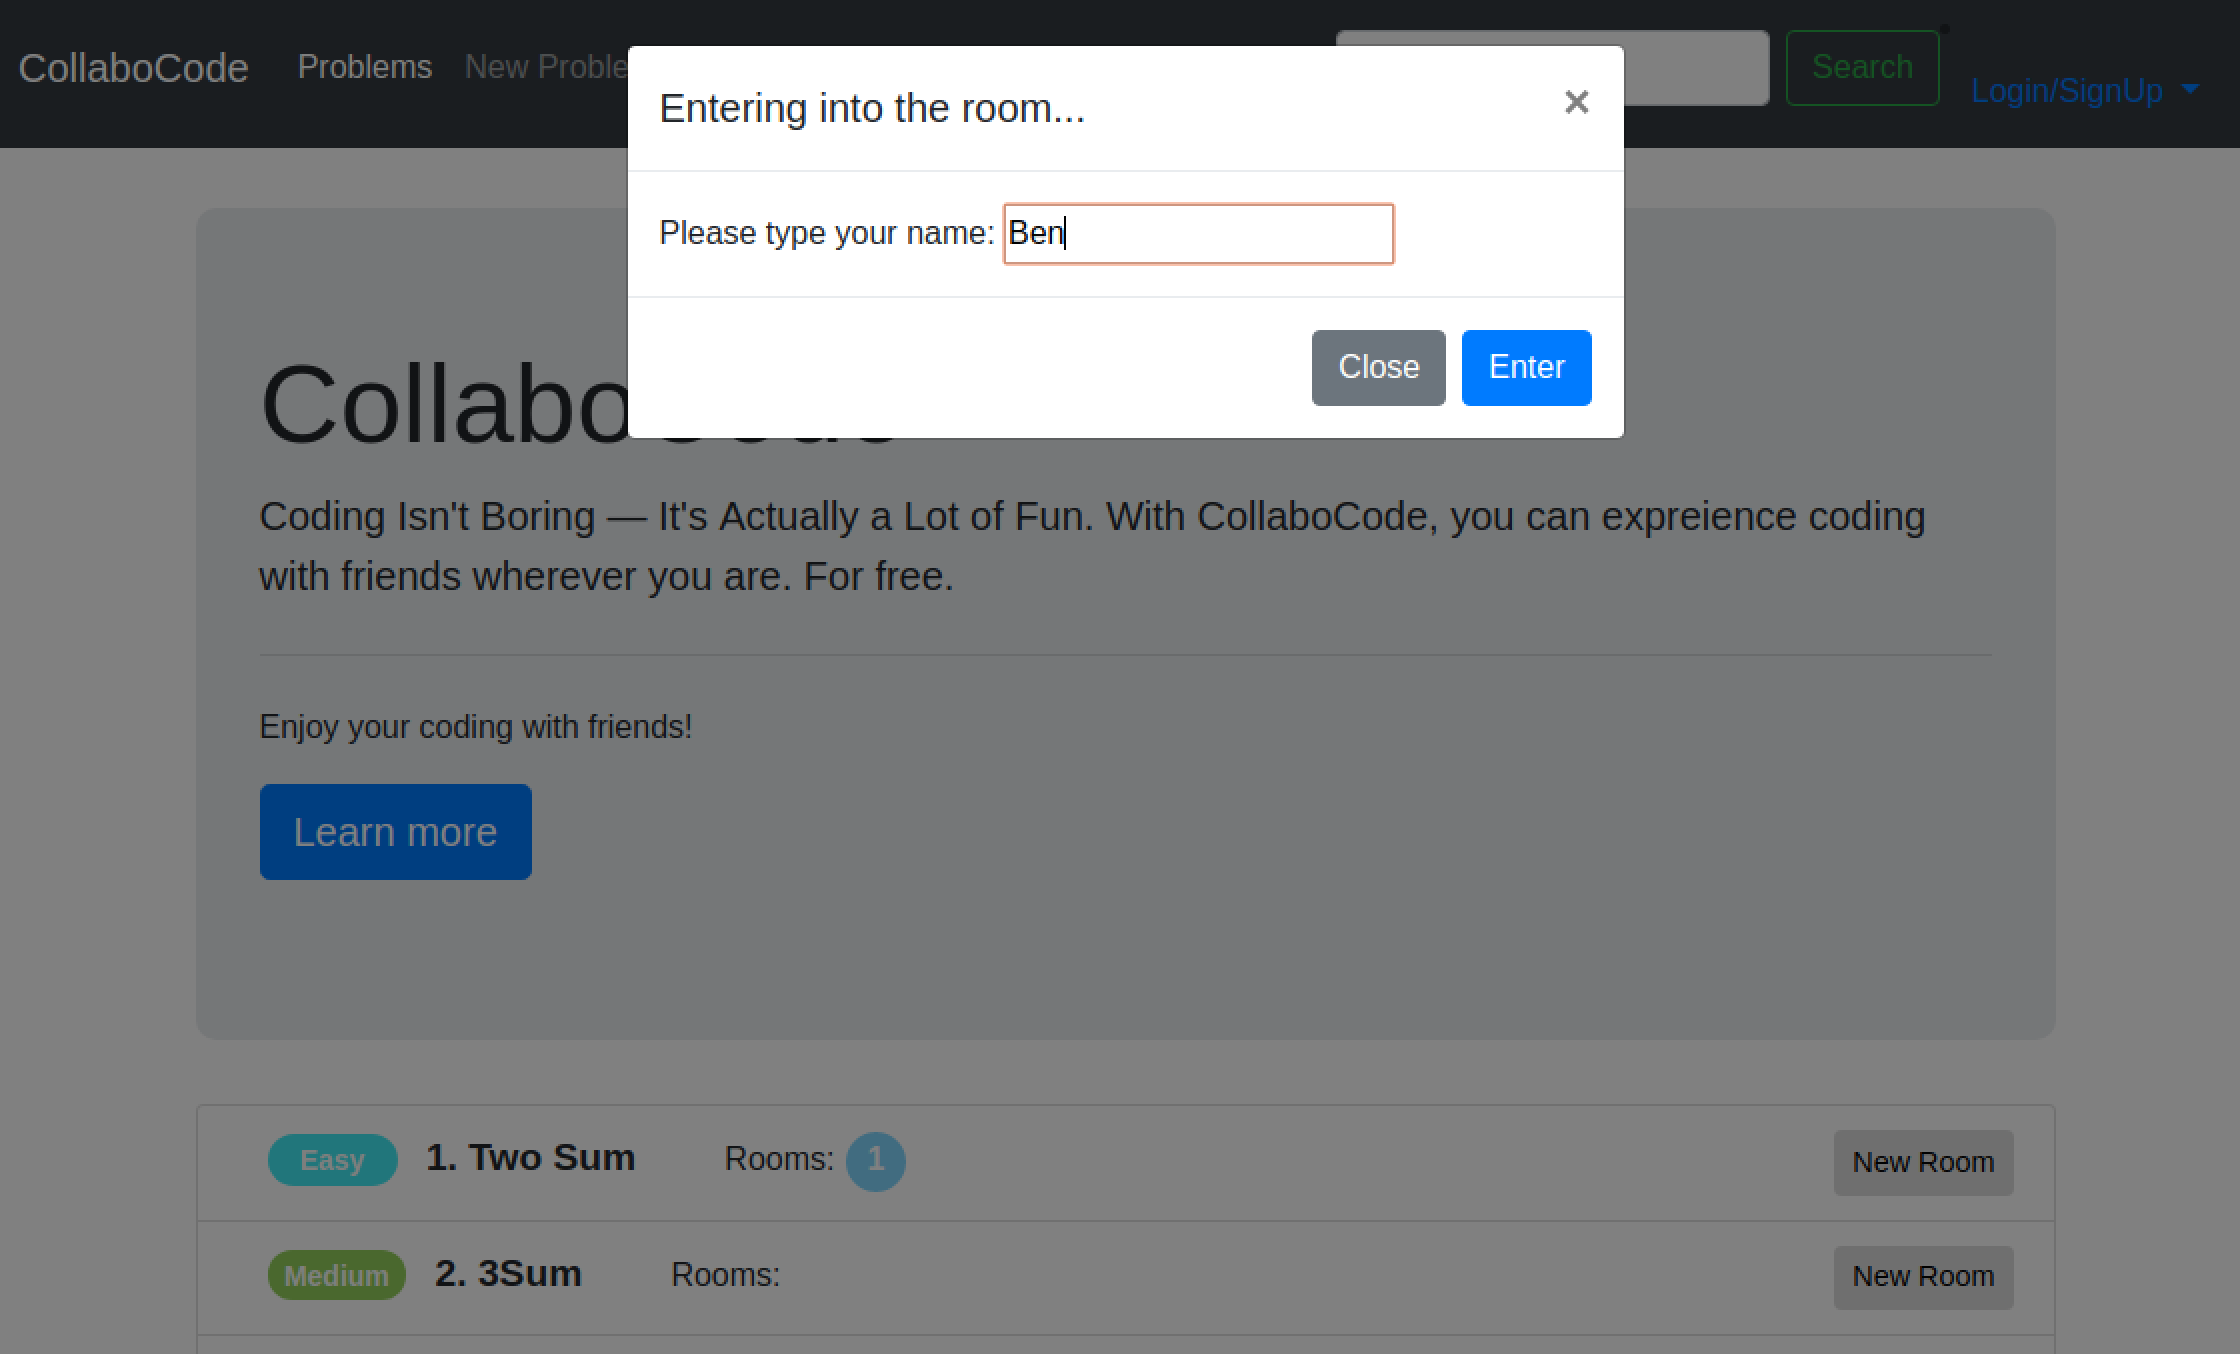 CollaboCode Problems New Proble Search Login/SignUp
Entering into the room... ×
Please type your name: Ben
Close Enter
Collabo
Coding Isn't Boring — It's Actually a Lot of Fun. With CollaboCode, you can expreience coding
with friends wherever you are. For free.
Enjoy your coding with friends!
Learn more
Easy 1. Two Sum Rooms: 1 New Room
Medium 2. 3Sum Rooms: New Room